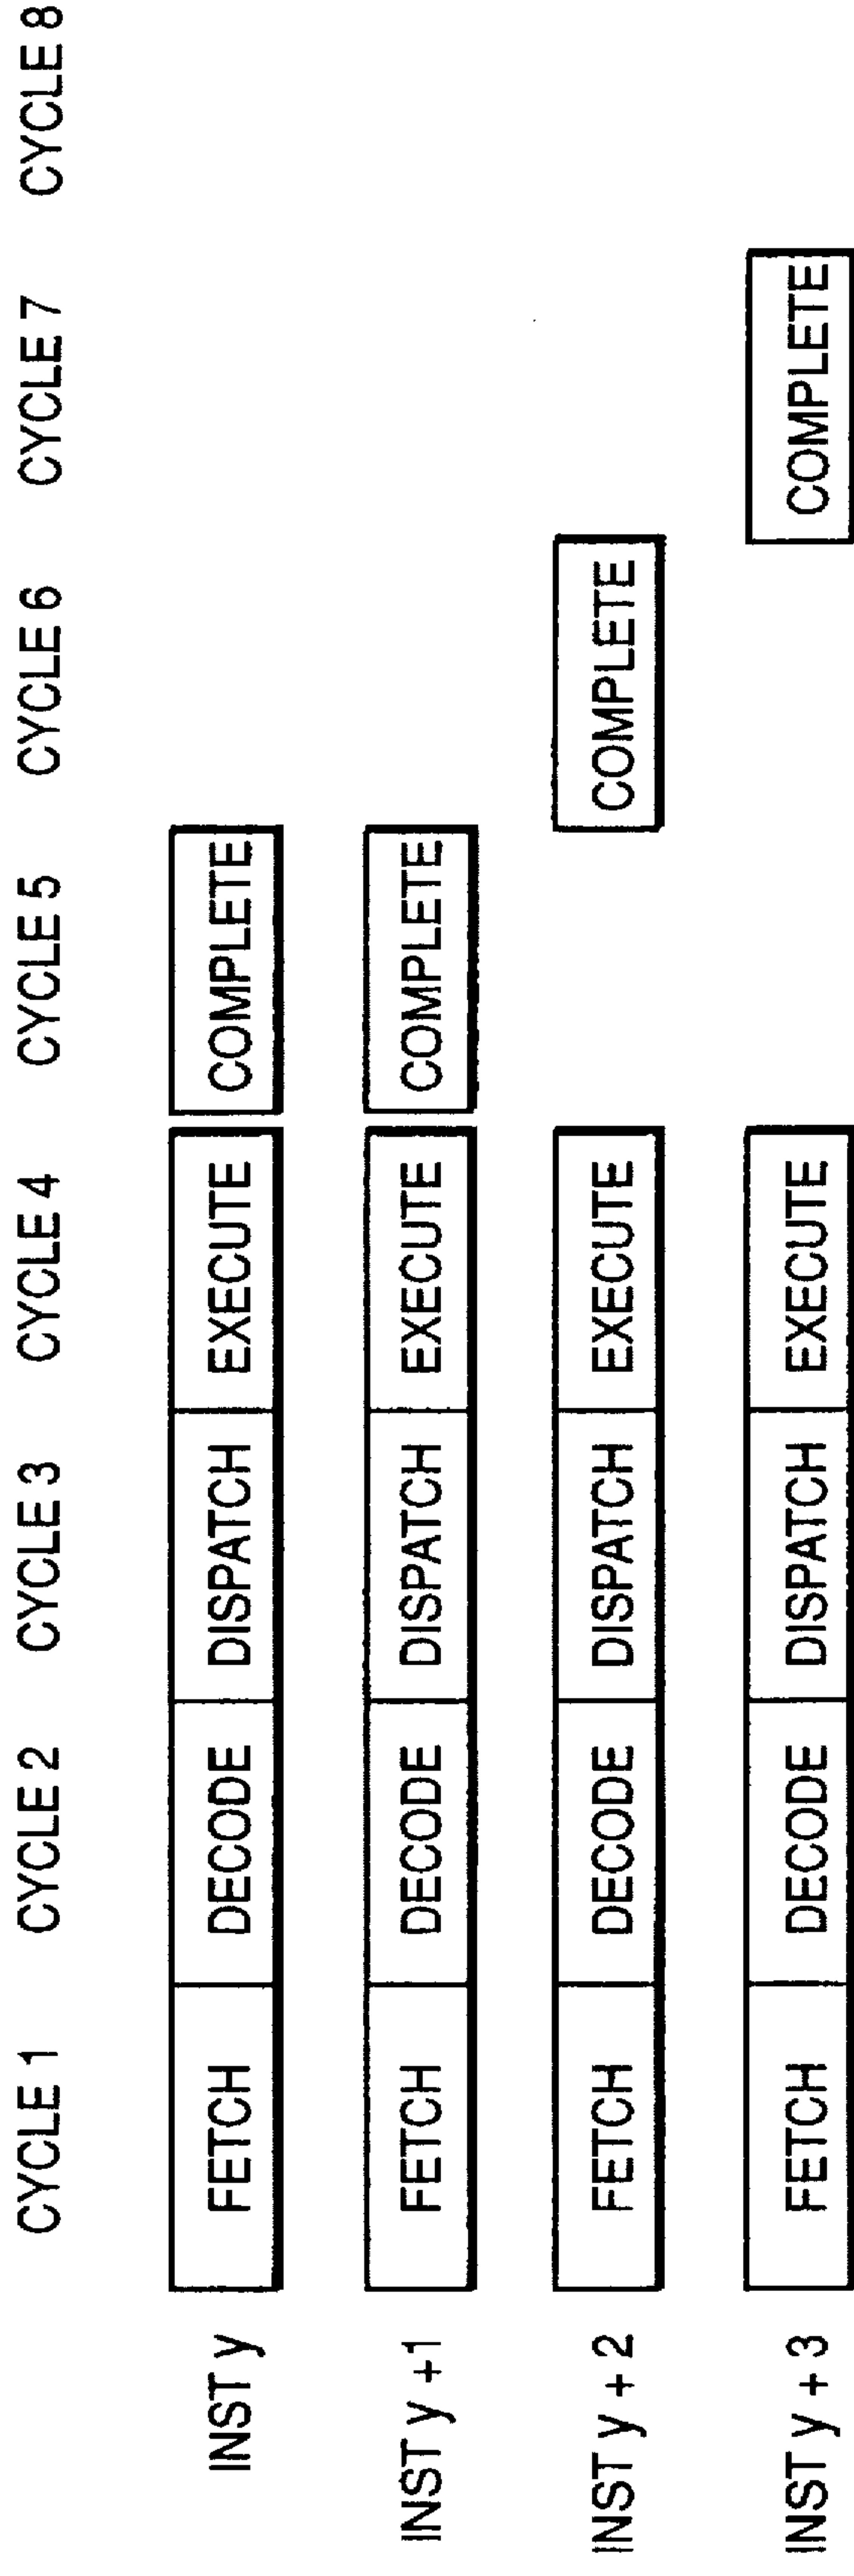 CYCLE 1 CYCLE 2 CYCLE 3 CYCLE 4 CYCLE 5 CYCLE 6 CYCLE 7 CYCLE 8
INST y FETCH DECODE DISPATCH EXECUTE COMPLETE
INST y +1 FETCH DECODE DISPATCH EXECUTE COMPLETE
INST y + 2 FETCH DECODE DISPATCH EXECUTE COMPLETE
INST y + 3 FETCH DECODE DISPATCH EXECUTE COMPLETE